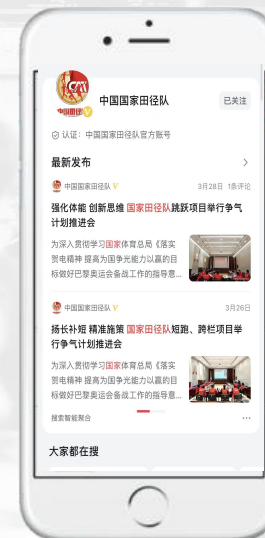 中国田径
中国国家田径队
已关注
认证：中国国家田径队官方账号
最新发布
中国国家田径队
3月28日 1条评论
强化体能 创新思维 国家田径队跳跃项目举争气
计划推进会
为深入贯彻学习国家体育总局《落实
贺电精神 提高为国争光能力以赢的目
标做好巴黎奥运会备战工作的指导意...
中国国家田径队
3月26日
扬长补短 精准施策 国家田径队短跑、跨栏项目举
行争气计划推进会
为深入贯彻学习国家体育总局《落实
贺电精神 提高为国争光能力以赢的目
标做好巴黎奥运会备战工作的指导意...
搜索智能聚合
大家都在搜